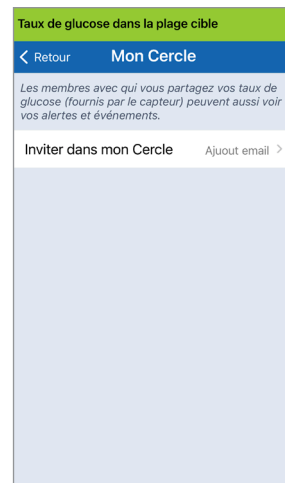 Taux de glucose dans la plage cible
Retour Mon Cercle
Les membres avec qui vous partagez vos taux de
glucose (fournis par le capteur) peuvent aussi voir
vos alertes et événements.
Inviter dans mon Cercle Ajuout email